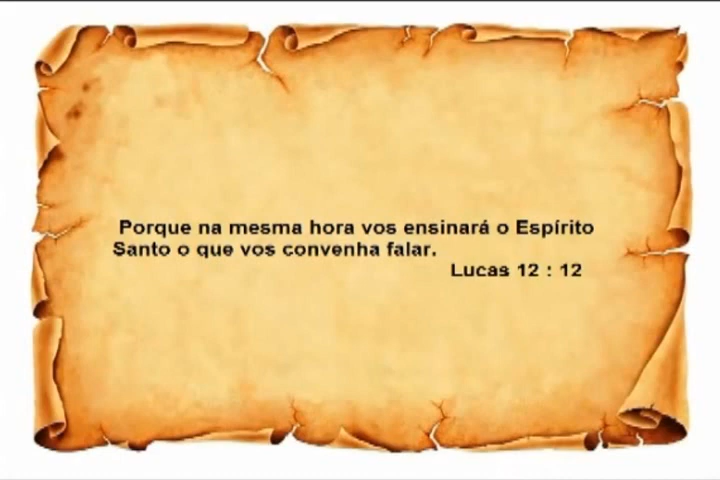 Porque na mesma hora vos ensinará o Espírito
Santo o que vos convenha falar.
Lucas 12 : 12